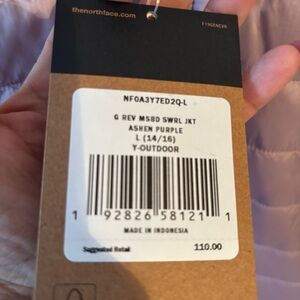 thenorthface.com
NF0A3Y7ED2Q-L
G REV MSBD SWRL JKT
ASHEN PURPLE
L (14/16)
Y-OUTDOOR
1 92826 58121 1
MADE IN INDONESIA
Suggested Retail 110.00